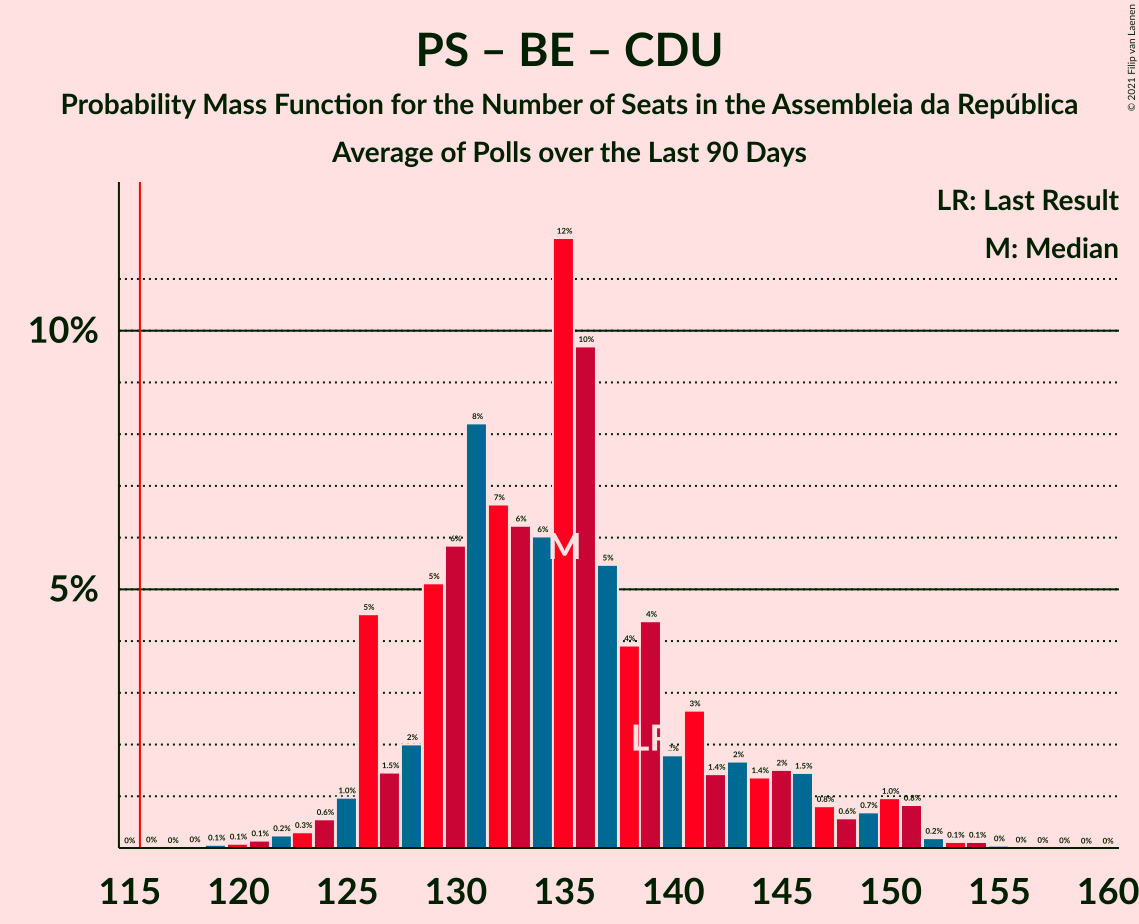 PS – BE – CDU
Probability Mass Function for the Number of Seats in the Assembleia da República
Average of Polls over the Last 90 Days
© 2021 Filip van Laenen
LR: Last Result
M: Median
10%
5%
0% 0% 0% 0% 0.1% 0.1% 0.1% 0.2% 0.3% 0.6% 1.0% 5% 1.5% 2% 5% 6% 8% 7% 6% 6% 12% 10% 5% 4% 4% 3% 1.4% 2% 1.4% 2% 1.5% 0.8% 0.6% 0.7% 1.0% 0.8% 0.2% 0.1% 0.1% 0% 0% 0% 0% 0% 0%
M
LR
115 120 125 130 135 140 145 150 155 160